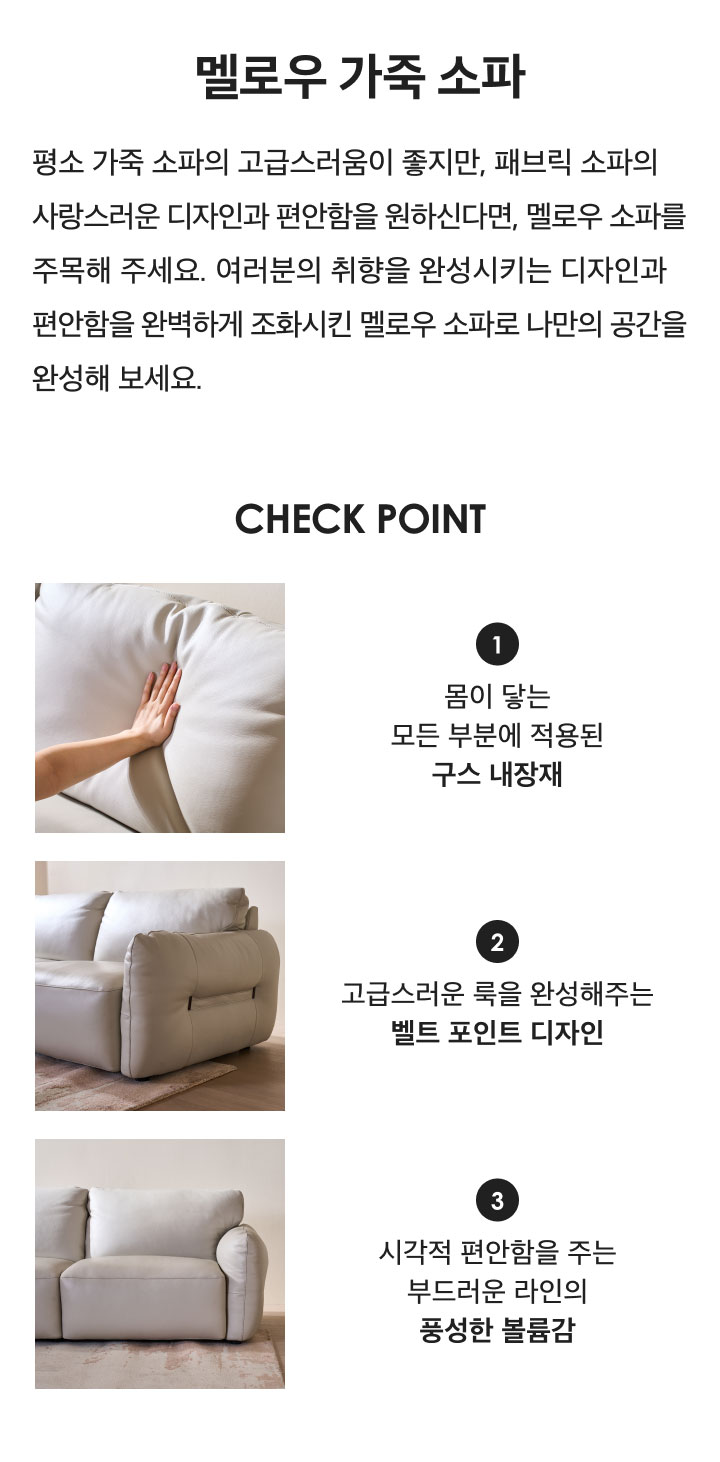 멜로우 가죽 소파
평소 가죽 소파의 고급스러움이 좋지만, 패브릭 소파의
사랑스러운 디자인과 편안함을 원하신다면, 멜로우 소파를
주목해 주세요. 여러분의 취향을 완성시키는 디자인과
편안함을 완벽하게 조화시킨 멜로우 소파로 나만의 공간을
완성해 보세요.
CHECK POINT
1
몸이 닿는
모든 부분에 적용된
구스 내장재
2
고급스러운 룩을 완성해주는
벨트 포인트 디자인
3
시각적 편안함을 주는
부드러운 라인의
풍성한 볼륨감